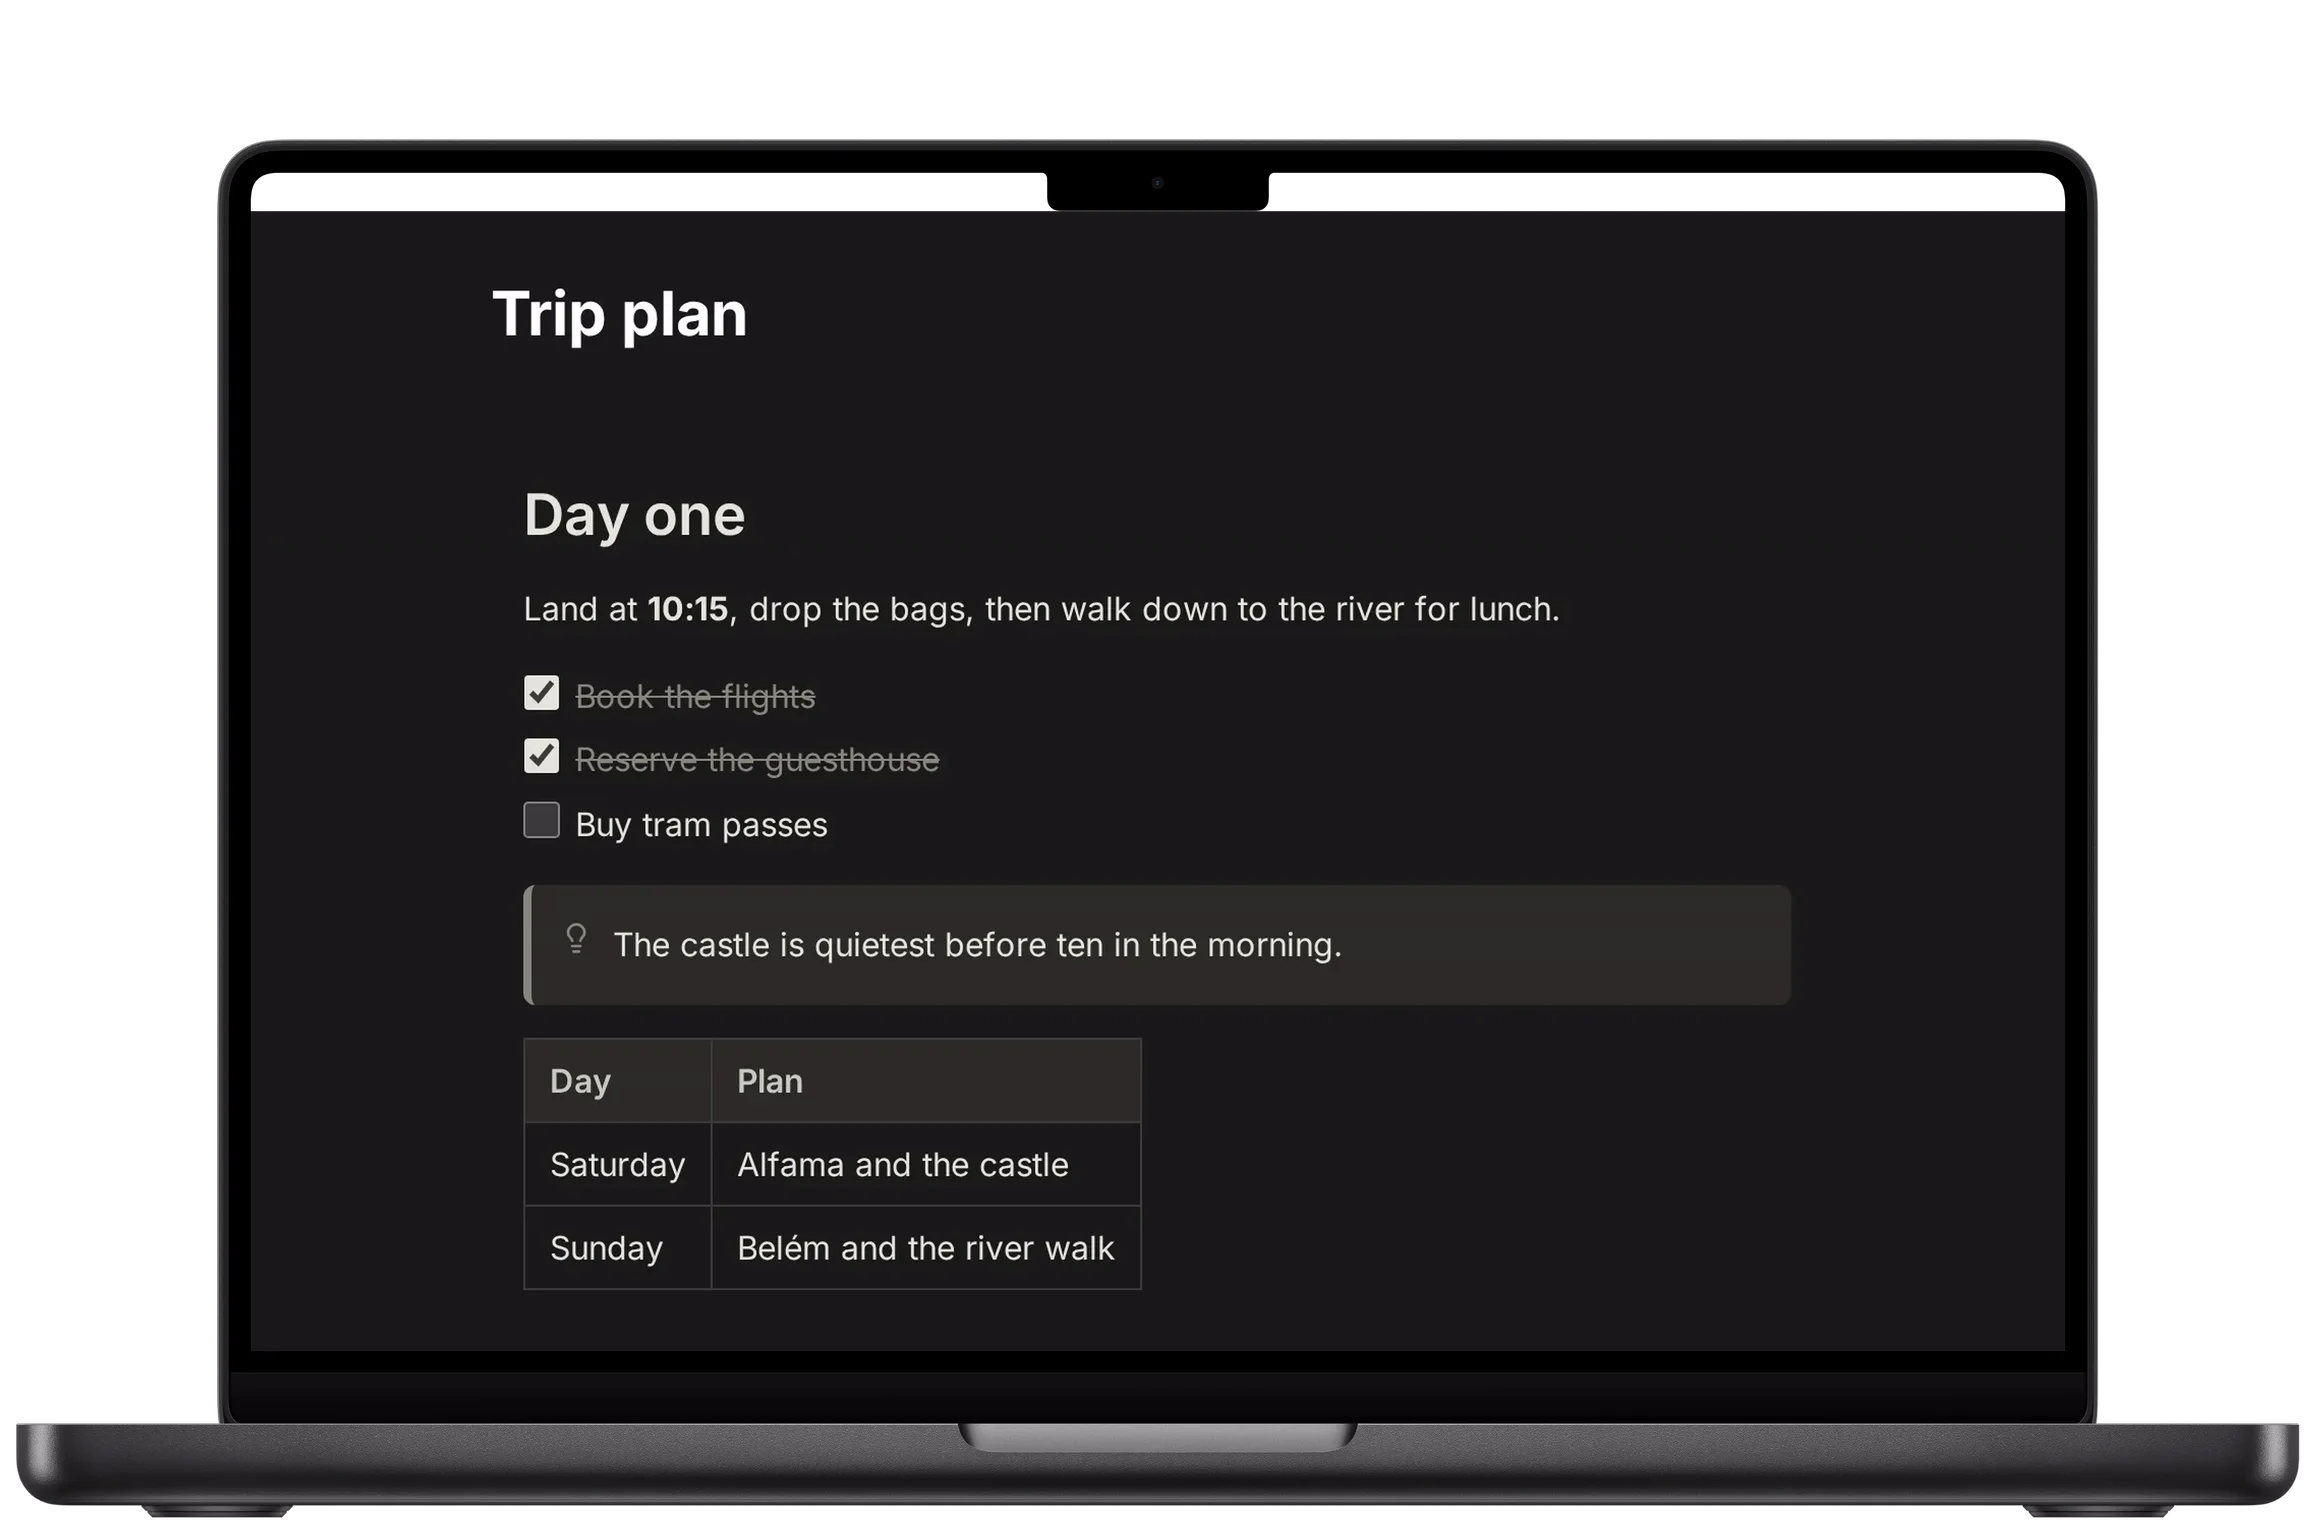 Trip plan
Day one
Land at 10:15, drop the bags, then walk down to the river for lunch.
Book the flights
Reserve the guesthouse
Buy tram passes
The castle is quietest before ten in the morning.
Day Plan
Saturday Alfama and the castle
Sunday Belém and the river walk